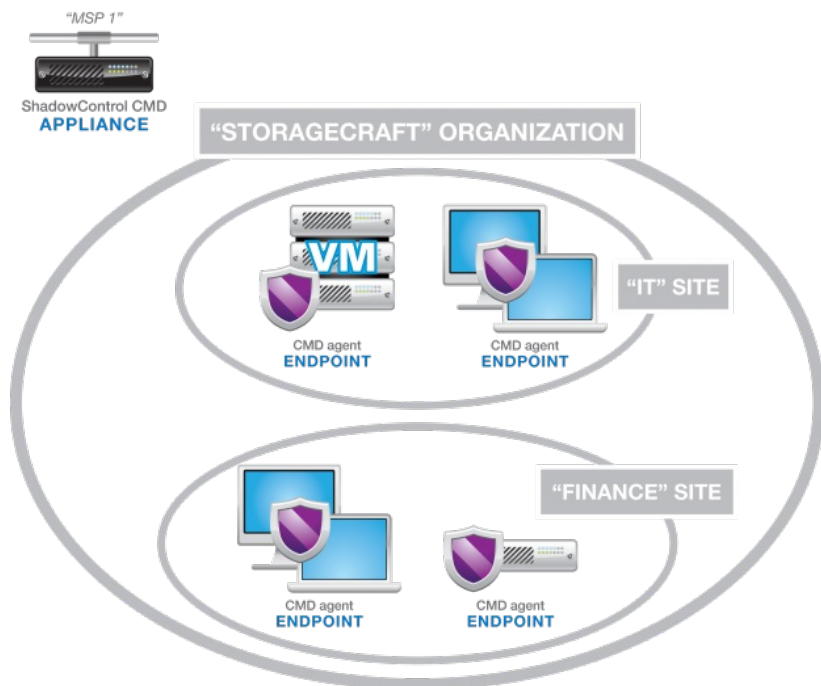 “MSP 1”
ShadowControl CMD
APPLIANCE
“STORAGECRAFT” ORGANIZATION
VM
“IT” SITE
CMD agent
ENDPOINT
CMD agent
ENDPOINT
“FINANCE” SITE
CMD agent
ENDPOINT
CMD agent
ENDPOINT